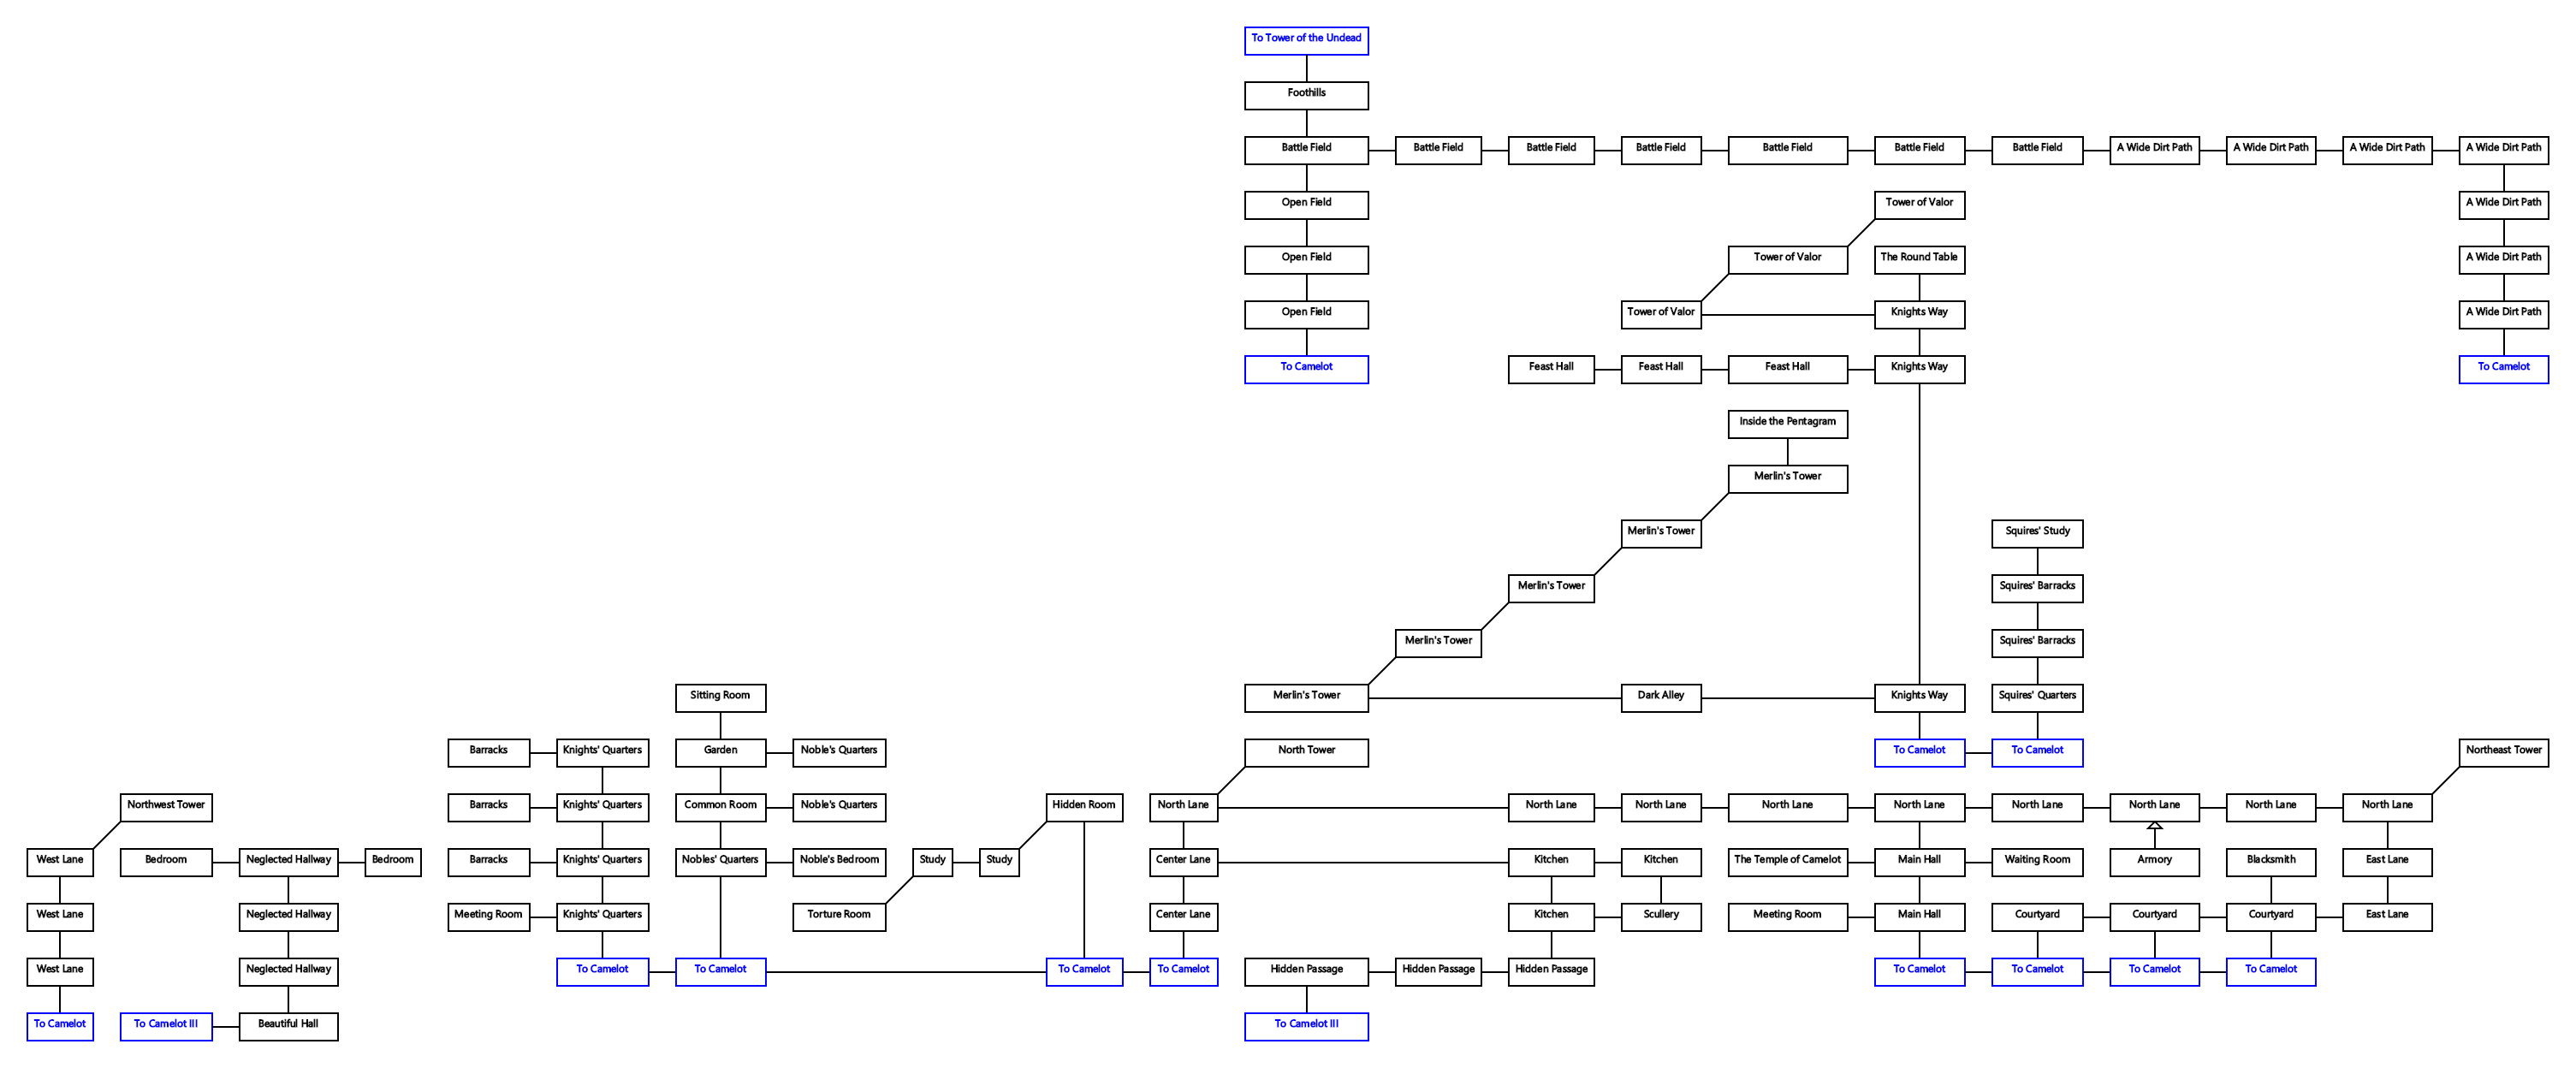 To Tower of the Undead
Foothills
Battle Field
Battle Field
Battle Field
Battle Field
Battle Field
Battle Field
Battle Field
A Wide Dirt Path
A Wide Dirt Path
A Wide Dirt Path
A Wide Dirt Path
Open Field
Tower of Valor
A Wide Dirt Path
Open Field
Tower of Valor
The Round Table
A Wide Dirt Path
Open Field
Tower of Valor
Knights Way
A Wide Dirt Path
To Camelot
Feast Hall
Feast Hall
Feast Hall
Knights Way
To Camelot
Inside the Pentagram
Merlin's Tower
Merlin's Tower
Squires' Study
Merlin's Tower
Squires' Barracks
Merlin's Tower
Squires' Barracks
Sitting Room
Merlin's Tower
Dark Alley
Knights Way
Squires' Quarters
Barracks
Knights' Quarters
Garden
Noble's Quarters
North Tower
To Camelot
To Camelot
Northeast Tower
Northwest Tower
Barracks
Knights' Quarters
Common Room
Noble's Quarters
Hidden Room
North Lane
North Lane
North Lane
North Lane
North Lane
North Lane
North Lane
North Lane
North Lane
West Lane
Bedroom
Neglected Hallway
Bedroom
Barracks
Knights' Quarters
Nobles' Quarters
Noble's Bedroom
Study
Study
Center Lane
Kitchen
Kitchen
The Temple of Camelot
Main Hall
Waiting Room
Armory
Blacksmith
East Lane
West Lane
Neglected Hallway
Meeting Room
Knights' Quarters
Torture Room
Center Lane
Kitchen
Scullery
Meeting Room
Main Hall
Courtyard
Courtyard
Courtyard
East Lane
West Lane
Neglected Hallway
To Camelot
To Camelot
To Camelot
To Camelot
Hidden Passage
Hidden Passage
Hidden Passage
To Camelot
To Camelot
To Camelot
To Camelot
To Camelot
To Camelot III
Beautiful Hall
To Camelot III